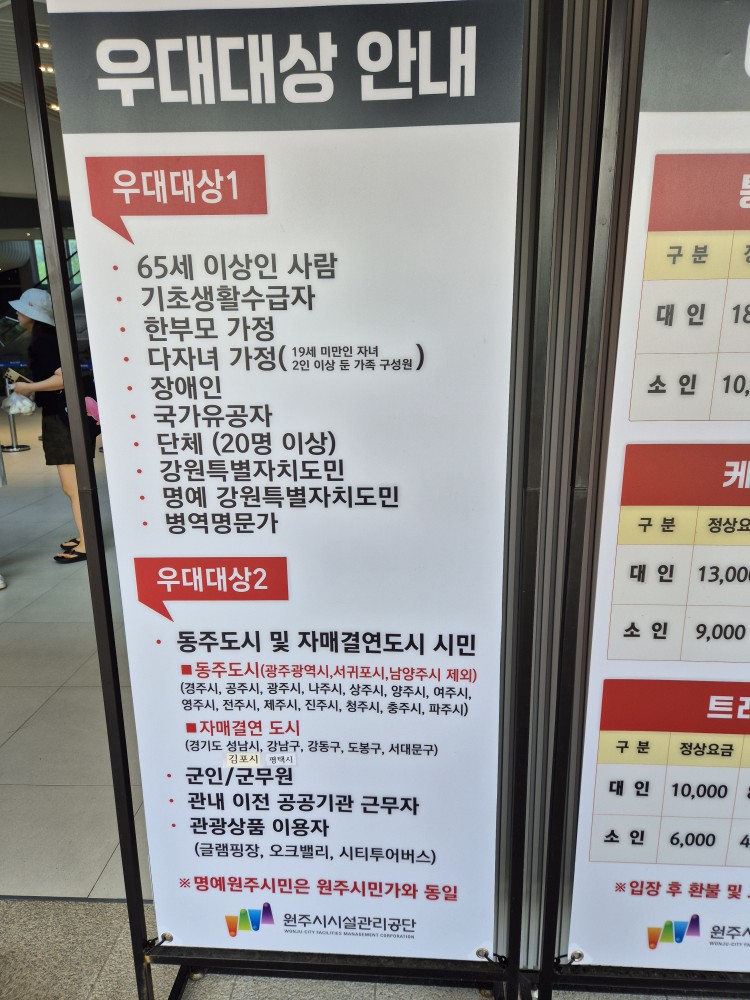 우대대상 안내
우대대상1
· 65세 이상인 사람
· 기초생활수급자
· 한부모 가정
· 다자녀 가정( 19세 미만인 자녀
2인 이상 둔 가족 구성원 )
· 장애인
· 국가유공자
· 단체 (20명 이상)
· 강원특별자치도민
· 명예 강원특별자치도민
· 병역명문가
우대대상2
· 동주도시 및 자매결연도시 시민
■동주도시(광주광역시,서귀포시,남양주시 제외)
(경주시, 공주시, 광주시, 나주시, 상주시, 양주시, 여주시,
영주시, 전주시, 제주시, 진주시, 청주시, 충주시, 파주시)
■자매결연 도시
(경기도 성남시, 강남구, 강동구, 도봉구, 서대문구)
김포시 평택시
· 군인/군무원
· 관내 이전 공공기관 근무자
· 관광상품 이용자
(글램핑장, 오크밸리, 시티투어버스)
※명예원주시민은 원주시민가와 동일
원주시시설관리공단
WONJU-CITY FACILITIES MANAGEMENT CORPORATION
구 분
대 인
소 인 10,
케
구 분 정상요
대 인 13,000
소 인 9,000
구 분 정상요금
대 인 10,000
소 인 6,000
※입장 후 환불 및
원주시